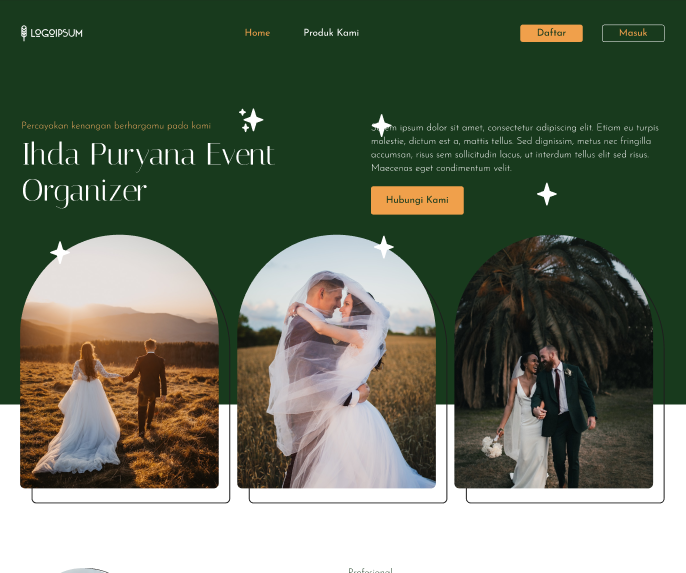 LOGOIPSUM
Home
Produk Kami
Daftar
Masuk
Percayakan kenangan berhargamu pada kami
Ihda Puryana Event
Organizer
ipsum dolor sit amet, consectetur adipiscing elit. Etiam eu turpis
molestie, dictum est a, mattis tellus. Sed dignissim, metus nec fringilla
accumsan, risus sem sollicitudin lacus, ut interdum tellus elit sed risus.
Maecenas eget condimentum velit.
Hubungi Kami
Profesional